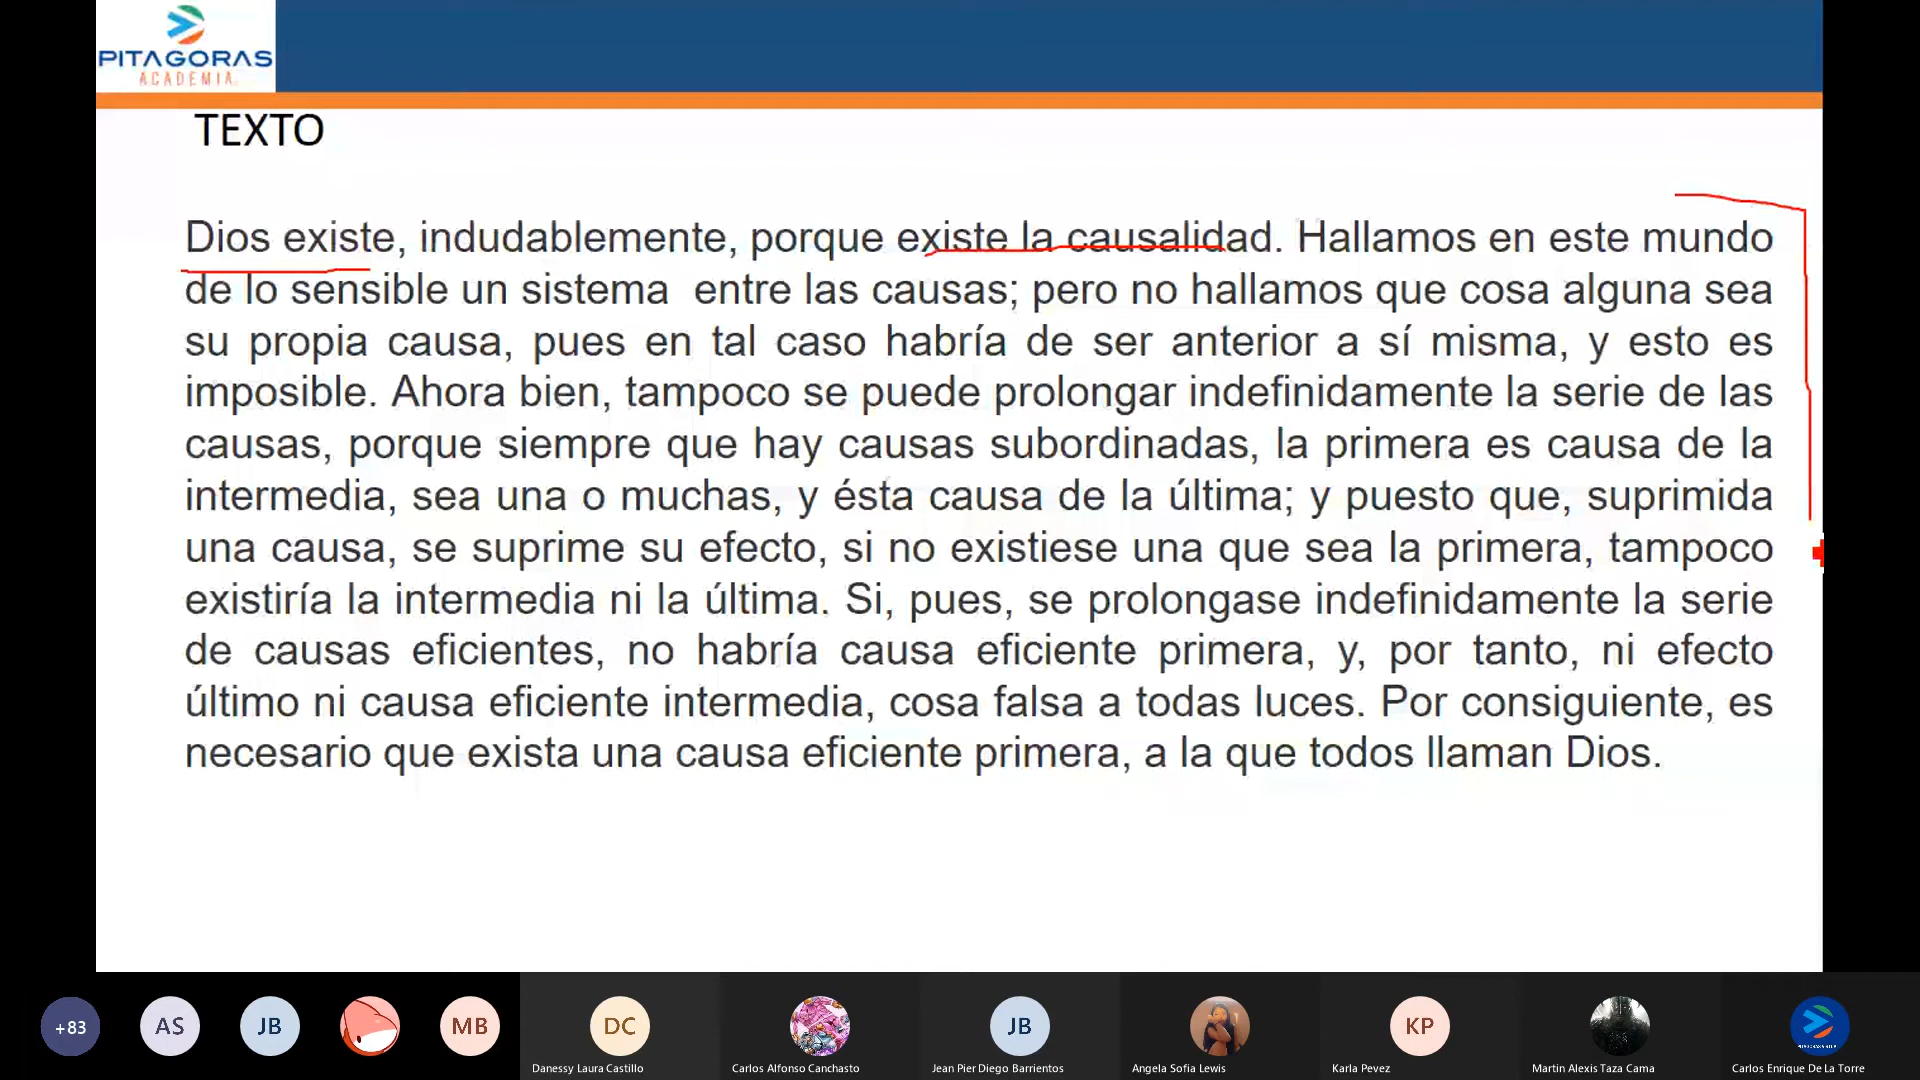 PITAGORAS
ACADEMIA
TEXTO
Dios existe, indudablemente, porque existe la causalidad. Hallamos en este mundo
de lo sensible un sistema entre las causas; pero no hallamos que cosa alguna sea
su propia causa, pues en tal caso habría de ser anterior a sí misma, y esto es
imposible. Ahora bien, tampoco se puede prolongar indefinidamente la serie de las
causas, porque siempre que hay causas subordinadas, la primera es causa de la
intermedia, sea una o muchas, y ésta causa de la última; y puesto que, suprimida
una causa, se suprime su efecto, si no existiese una que sea la primera, tampoco
existiría la intermedia ni la última. Si, pues, se prolongase indefinidamente la serie
de causas eficientes, no habría causa eficiente primera, y, por tanto, ni efecto
último ni causa eficiente intermedia, cosa falsa a todas luces. Por consiguiente, es
necesario que exista una causa eficiente primera, a la que todos llaman Dios.
+83 AS JB MB DC JB KP
Danessy Laura Castillo Carlos Alfonso Canchasto Jean Pier Diego Barrientos Angela Sofia Lewis Karla Pevez Martin Alexis Taza Cama Carlos Enrique De La Torre